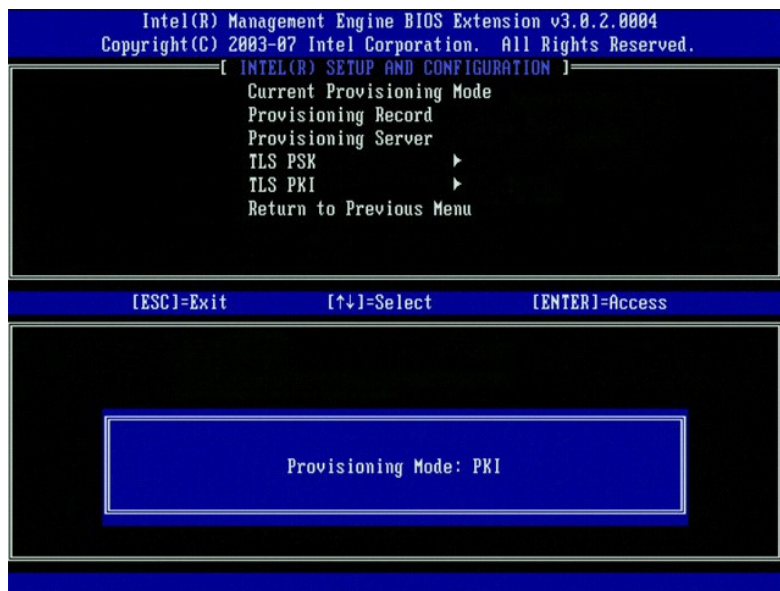 Intel(R) Management Engine BIOS Extension v3.0.2.0004
Copyright(C) 2003-07 Intel Corporation. All Rights Reserved.
[ INTEL(R) SETUP AND CONFIGURATION ]
Current Provisioning Mode
Provisioning Record
Provisioning Server
TLS PSK ►
TLS PKI ►
Return to Previous Menu
[ESC]=Exit [↑↓]=Select [ENTER]=Access
Provisioning Mode: PKI